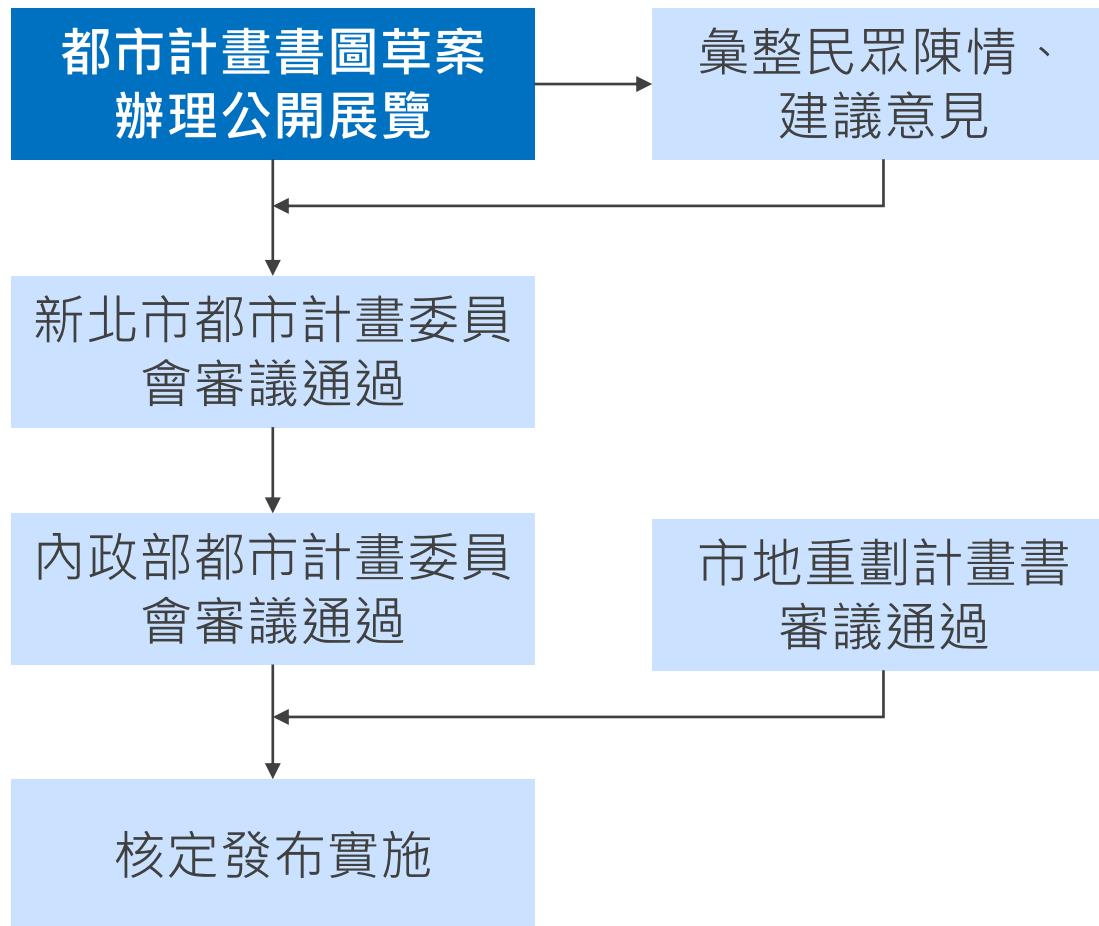 都市計畫書圖草案
辦理公開展覽
彙整民眾陳情、
建議意見
新北市都市計畫委員
會審議通過
內政部都市計畫委員
會審議通過
市地重劃計畫書
審議通過
核定發布實施